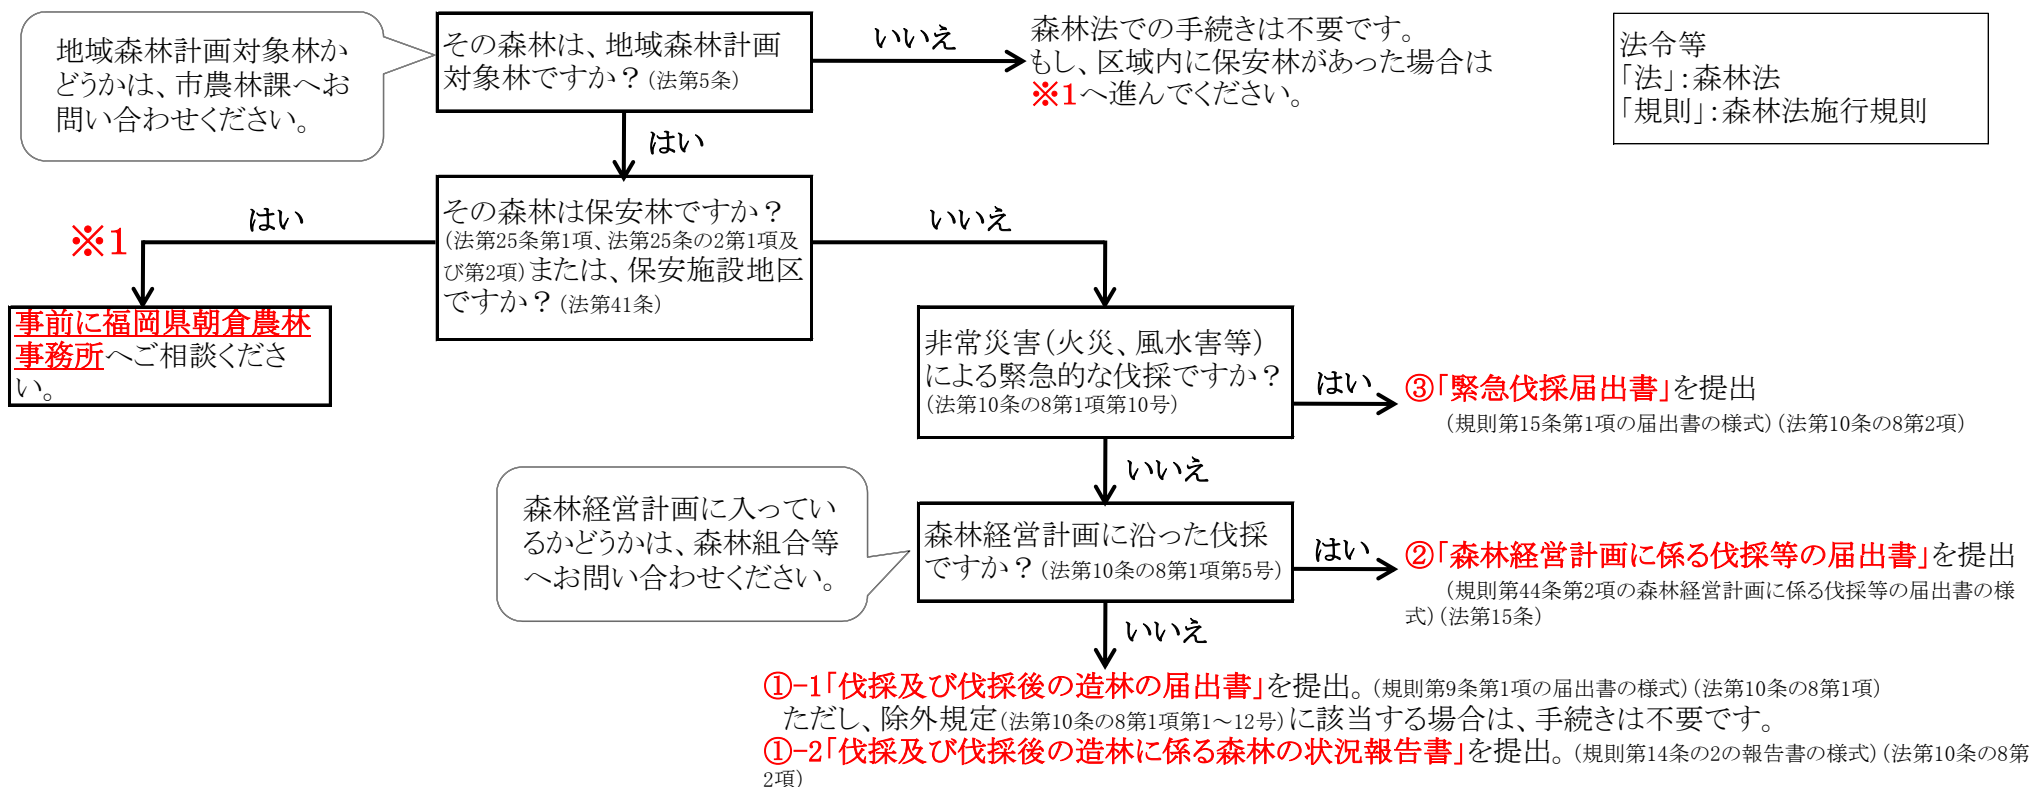 地域森林計画対象林か
どうかは、市農林課へお
問い合わせください。
その森林は、地域森林計画
対象林ですか？(法第5条)
いいえ
森林法での手続きは不要です。
もし、区域内に保安林があった場合は
※1へ進んでください。
法令等
「法」：森林法
「規則」：森林法施行規則
はい
その森林は保安林ですか？
(法第25条第1項、法第25条の2第1項及
び第2項)または、保安施設地区
ですか？(法第41条)
はい
※1
事前に福岡県朝倉農林
事務所へご相談くださ
い。
いいえ
非常災害(火災、風水害等)
による緊急的な伐採ですか？
(法第10条の8第1項第10号)
はい
③「緊急伐採届出書」を提出
(規則第15条第1項の届出書の様式)(法第10条の8第2項)
いいえ
森林経営計画に入ってい
るかどうかは、森林組合等
へお問い合わせください。
森林経営計画に沿った伐採
ですか？(法第10条の8第1項第5号)
はい
②「森林経営計画に係る伐採等の届出書」を提出
(規則第44条第2項の森林経営計画に係る伐採等の届出書の様
式)(法第15条)
いいえ
①-1「伐採及び伐採後の造林の届出書」を提出。(規則第9条第1項の届出書の様式)(法第10条の8第1項)
ただし、除外規定(法第10条の8第1項第1～12号)に該当する場合は、手続きは不要です。
①-2「伐採及び伐採後の造林に係る森林の状況報告書」を提出。(規則第14条の2の報告書の様式)(法第10条の8第
2項)